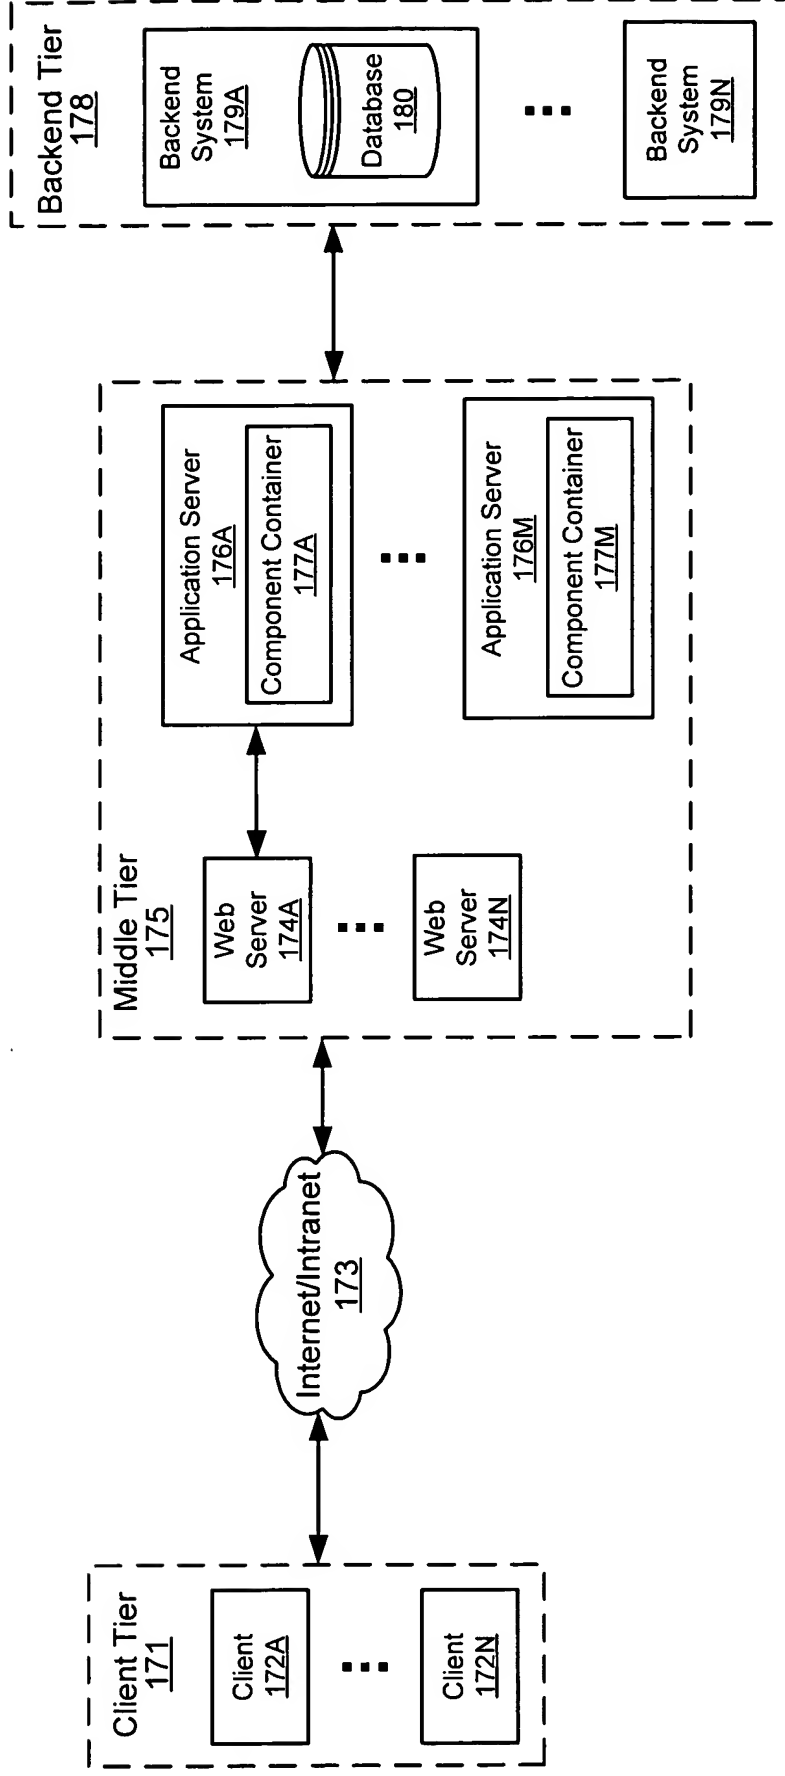 Client Tier
171
Client
172A
Client
172N
Internet/Intranet
173
Middle Tier
175
Web
Server
174A
Web
Server
174N
Application Server
176A
Component Container
177A
Application Server
176M
Component Container
177M
Backend Tier
178
Backend
System
179A
Database
180
Backend
System
179N